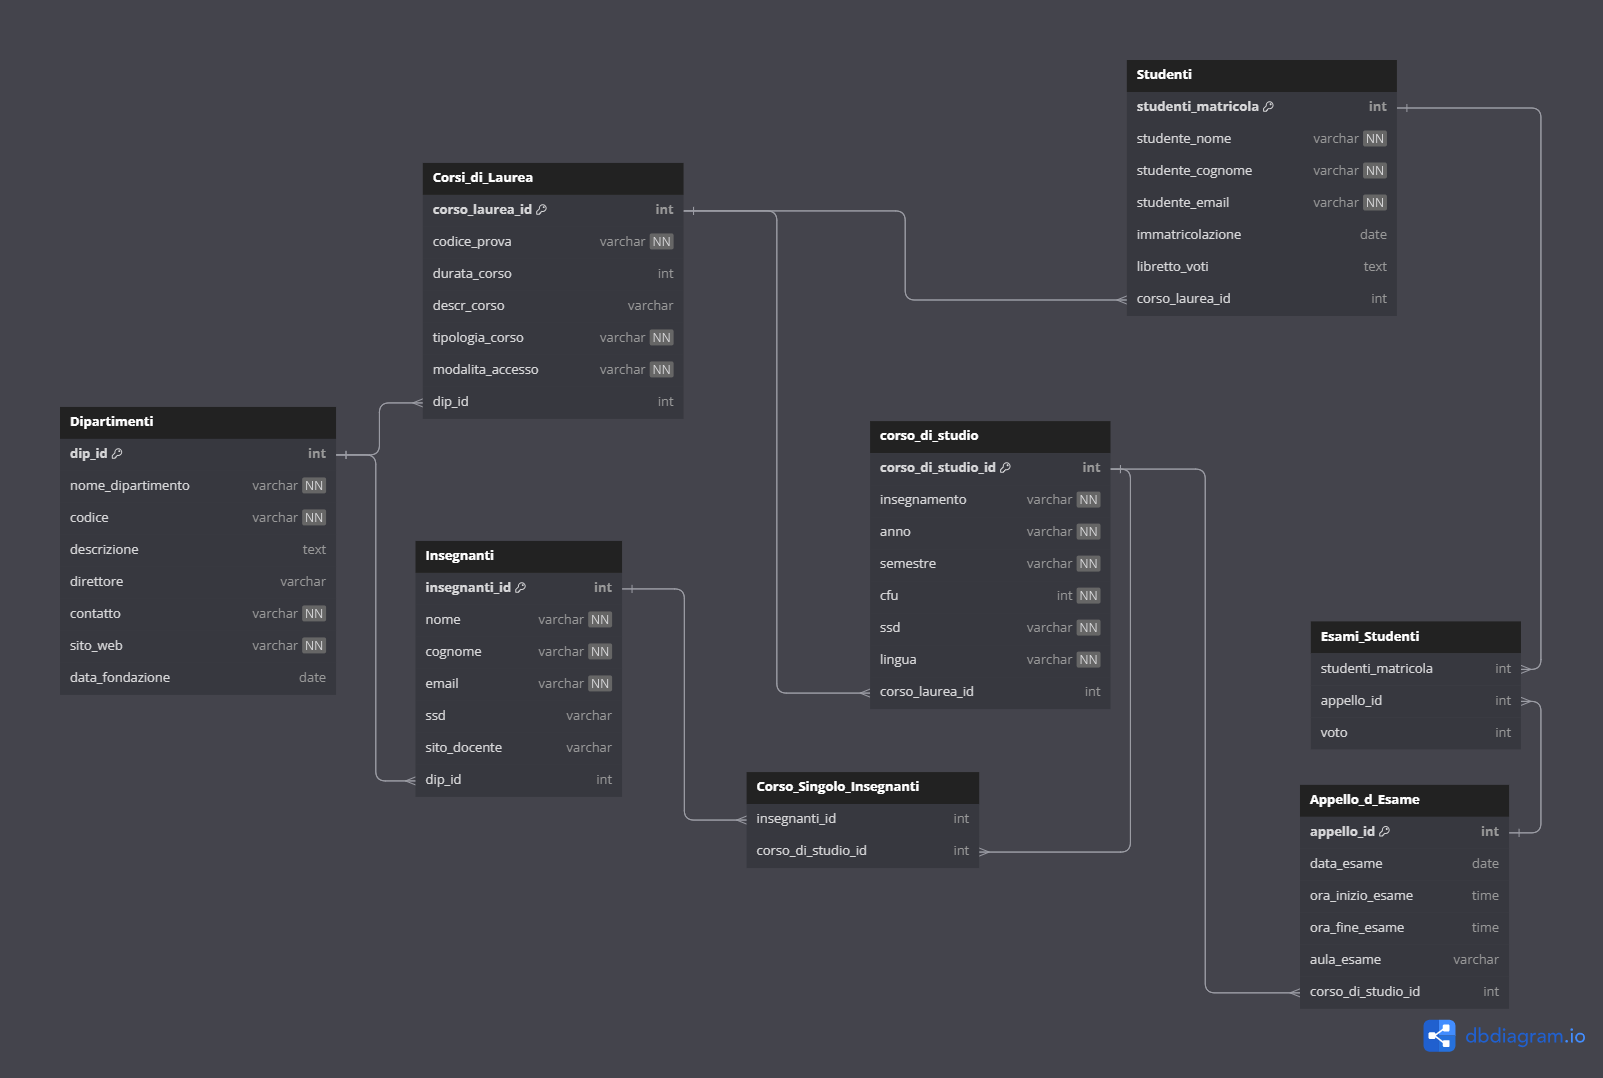 Studenti
studenti_matricola int
studente_nome varchar NN
studente_cognome varchar NN
studente_email varchar NN
immatricolazione date
libretto_voti text
corso_laurea_id int
Corsi_di_Laurea
corso_laurea_id int
codice_prova varchar NN
durata_corso int
descr_corso varchar
tipologia_corso varchar NN
modalita_accesso varchar NN
dip_id int
Dipartimenti
dip_id int
nome_dipartimento varchar NN
codice varchar NN
descrizione text
direttore varchar
contatto varchar NN
sito_web varchar NN
data_fondazione date
corso_di_studio
corso_di_studio_id int
insegnamento varchar NN
anno varchar NN
semestre varchar NN
cfu int NN
ssd varchar NN
lingua varchar NN
corso_laurea_id int
Insegnanti
insegnanti_id int
nome varchar NN
cognome varchar NN
email varchar NN
ssd varchar
sito_docente varchar
dip_id int
Esami_Studenti
studenti_matricola int
appello_id int
voto int
Corso_Singolo_Insegnanti
insegnanti_id int
corso_di_studio_id int
Appello_d_Esame
appello_id int
data_esame date
ora_inizio_esame time
ora_fine_esame time
aula_esame varchar
corso_di_studio_id int
dbdiagram.io